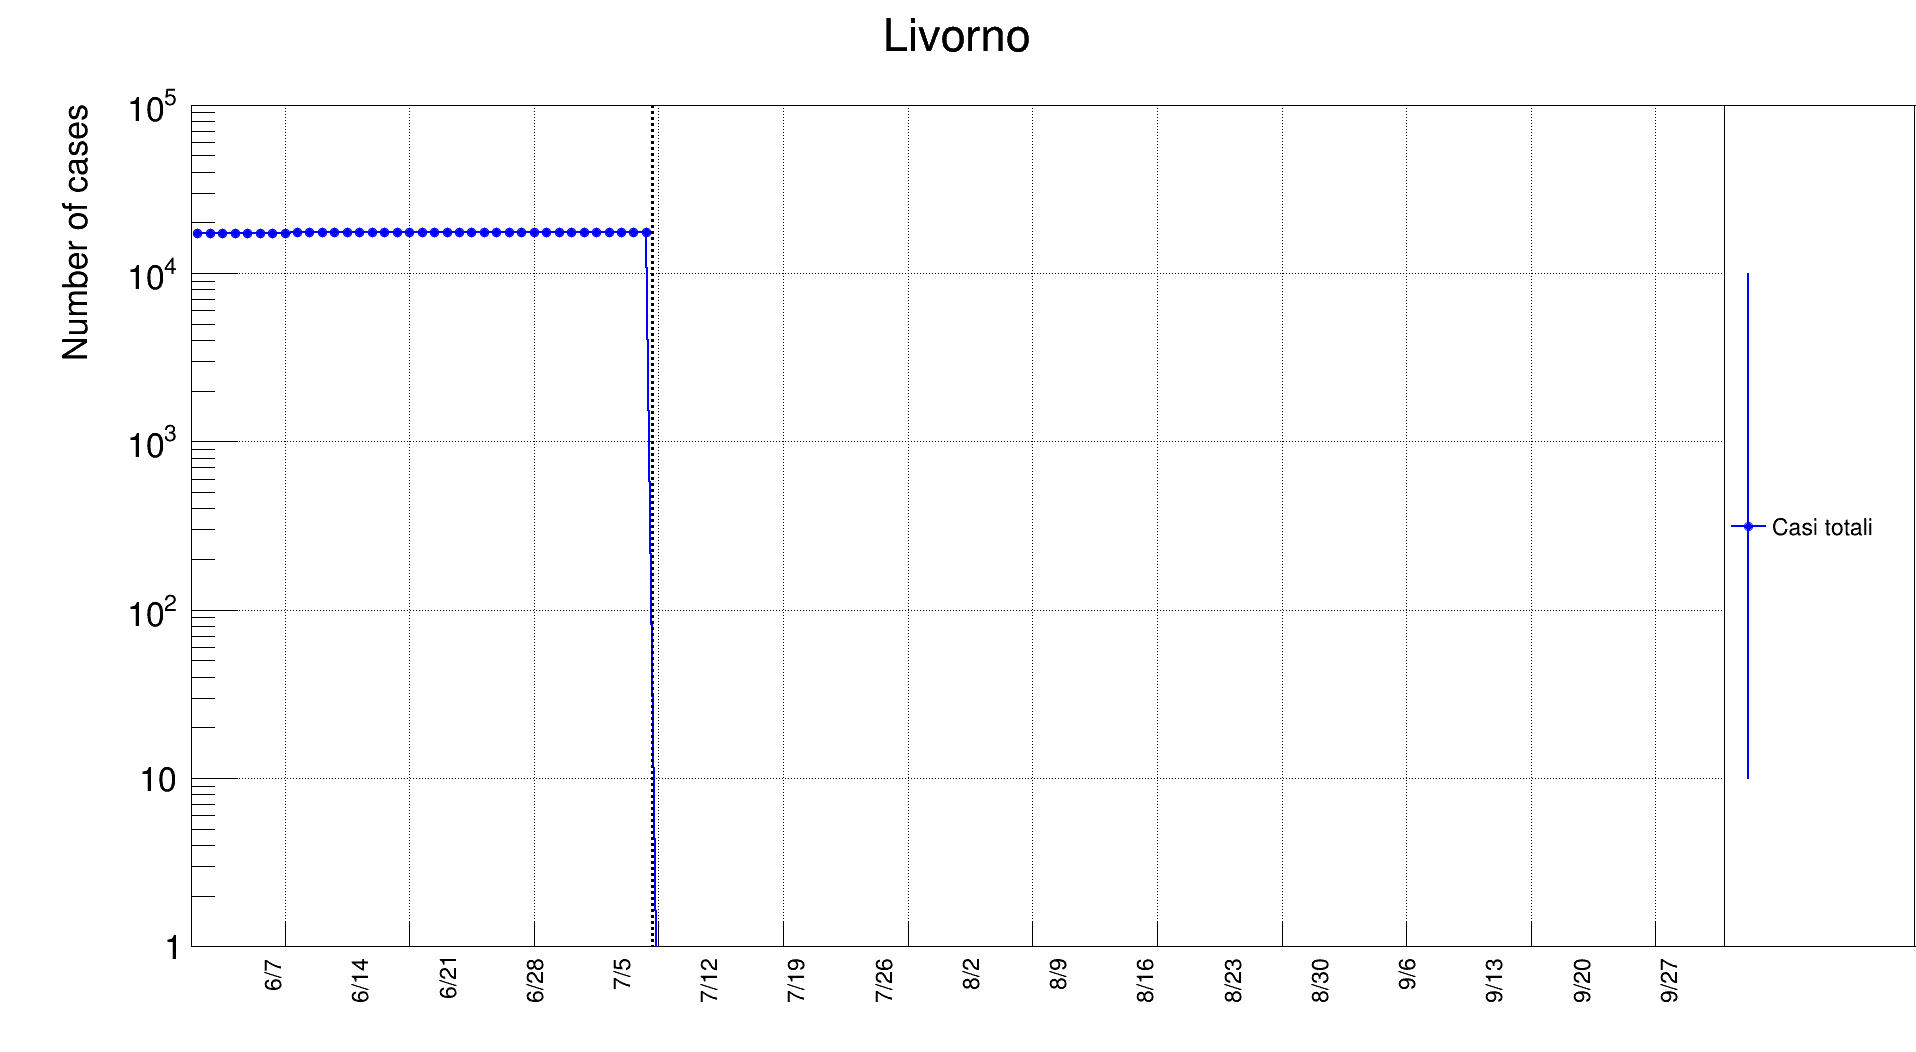 Livorno
Number of cases
10^5
10^4
10^3
10^2
10
1
6/7 6/14 6/21 6/28 7/5 7/12 7/19 7/26 8/2 8/9 8/16 8/23 8/30 9/6 9/13 9/20 9/27
Casi totali